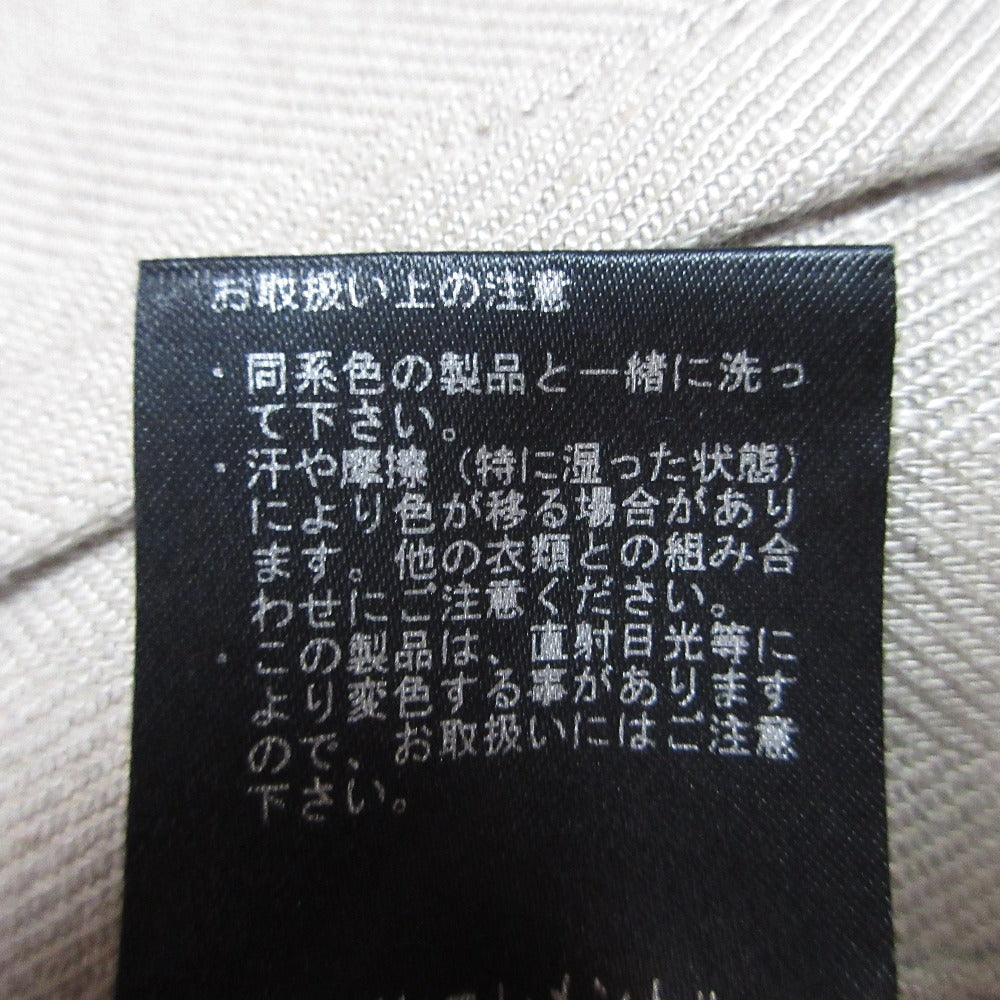 お取扱い上の注意
・同系色の製品と一緒に洗っ
て下さい。
・汗や摩擦（特に湿った状態）
により色が移る場合があり
ます。他の衣類との組み合
わせにご注意ください。
・この製品は、直射日光等に
より変色する事があります
ので、お取扱いにはご注意
下さい。